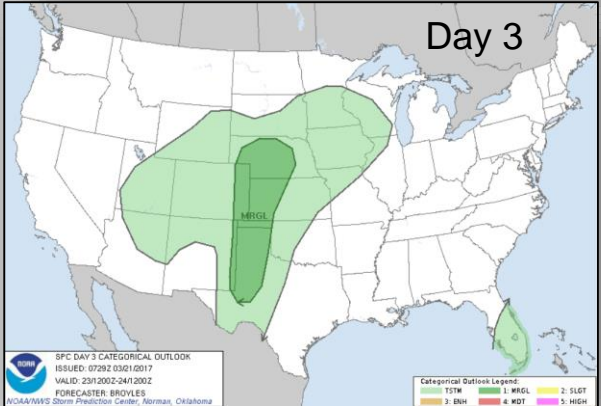 Day 3
MRGL
NOAA
SPC DAY 3 CATEGORICAL OUTLOOK
ISSUED: 0729Z 03/21/2017
VALID: 23/1200Z-24/1200Z
FORECASTER: BROYLES
NOAA/NWS Storm Prediction Center, Norman, Oklahoma
Categorical Outlook Legend:
TSTM 1: MRGL 2: SLGT
3: ENH 4: MDT 5: HIGH